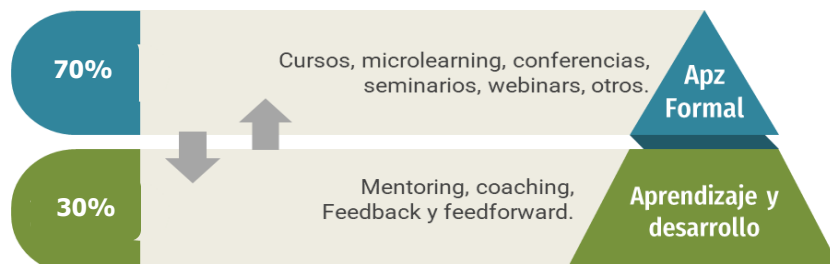 70%
Cursos, microlearning, conferencias,
seminarios, webinars, otros.
Apz
Formal
30%
Mentoring, coaching,
Feedback y feedforward.
Aprendizaje y
desarrollo